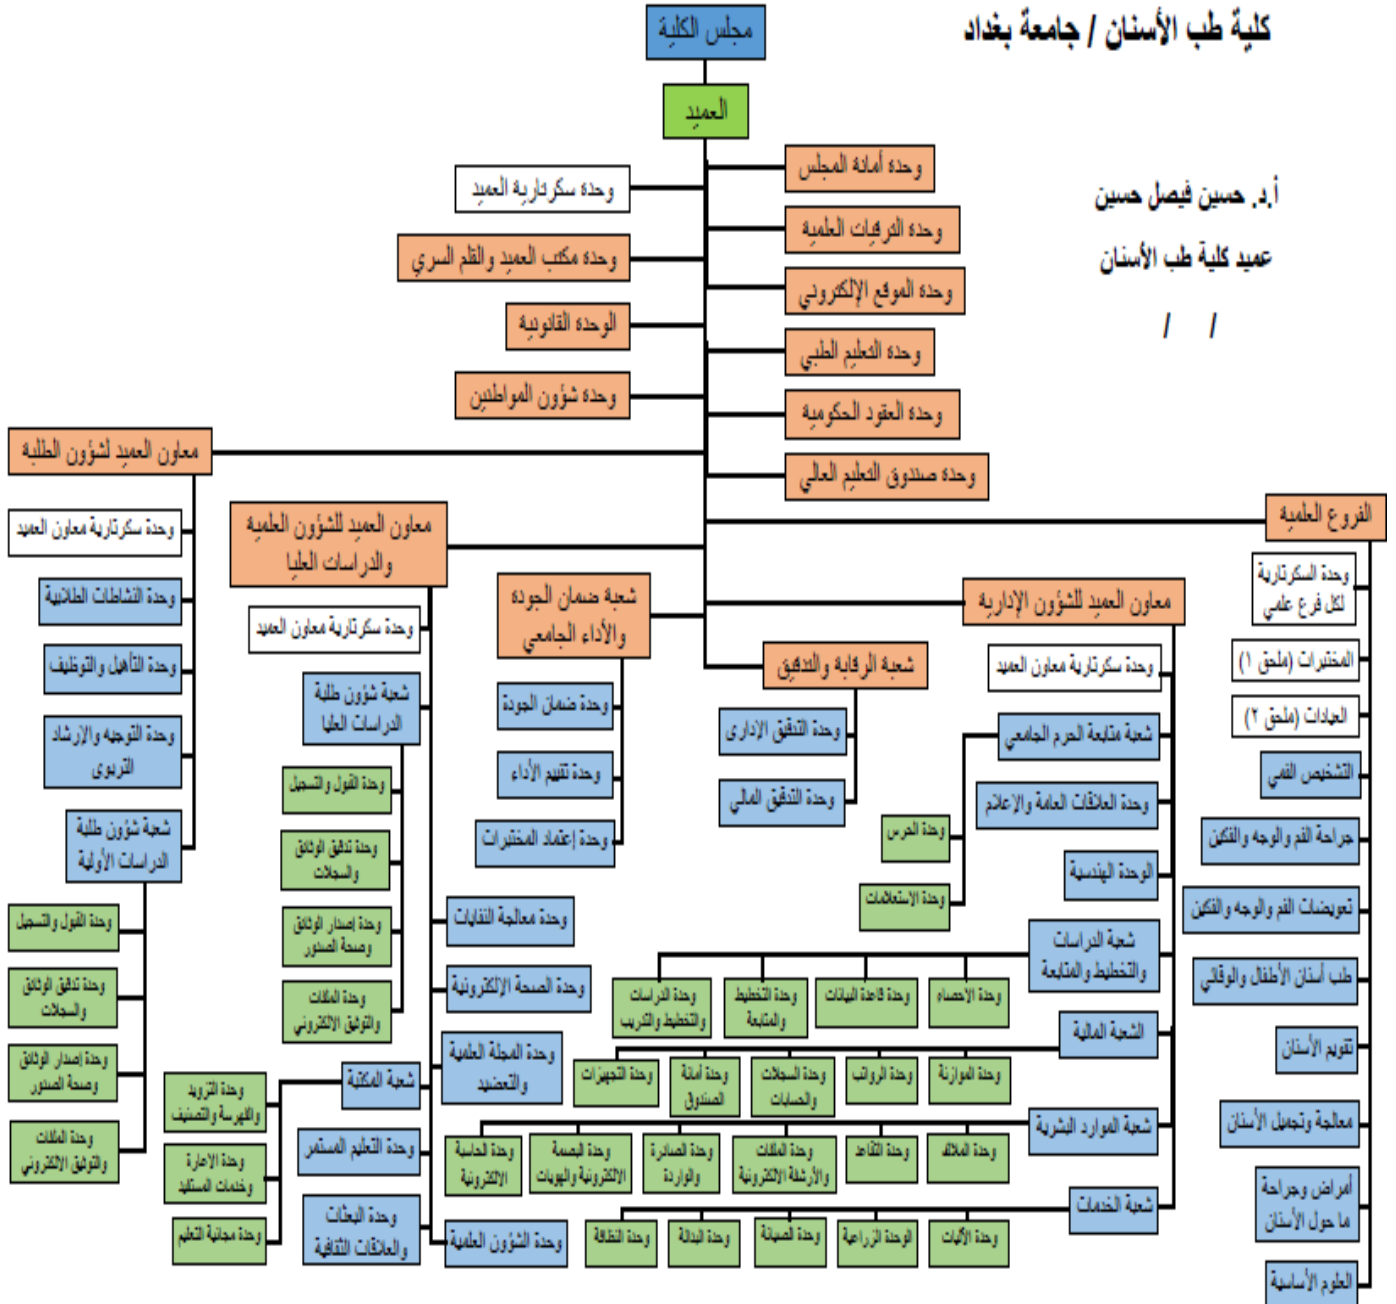 كلية طب الأسنان / جامعة بغداد
أ.د. حسين فيصل حسين
عميد كلية طب الأسنان
/ /
مجلس الكلية
العميد
وحدة أمانة المجلس
وحدة الترقيات العلمية
وحدة الموقع الإلكتروني
وحدة التعليم الطبي
وحدة العقود الحكومية
وحدة صندوق التعليم العالي
وحدة سكرتارية العميد
وحدة مكتب العميد والقلم السري
الوحدة القانونية
وحدة شؤون المواطنين
الفروع العلمية
وحدة السكرتارية
لكل فرع علمي
المختبرات (ملحق ١)
العيادات (ملحق ٢)
التشخيص الفمي
جراحة الفم والوجه والفكين
تعويضات الفم والوجه والفكين
طب أسنان الأطفال والوقائي
تقويم الأسنان
معالجة وتجميل الأسنان
أمراض وجراحة
ما حول الأسنان
العلوم الأساسية
معاون العميد للشؤون الإدارية
وحدة سكرتارية معاون العميد
شعبة متابعة الحرم الجامعي
وحدة الحرس
وحدة الاستعلامات
وحدة العلاقات العامة والإعلام
الوحدة الهندسية
شعبة الدراسات
والتخطيط والمتابعة
وحدة الاحصاء
وحدة قاعدة البيانات
وحدة التخطيط
والمتابعة
وحدة الدراسات
والتخطيط والتدريب
الشعبة المالية
وحدة الموازنة
وحدة الرواتب
وحدة السجلات
والحسابات
وحدة أمانة
الصندوق
وحدة التجهيزات
شعبة الموارد البشرية
وحدة الملاك
وحدة التقاعد
وحدة الملفات
والأرشفة الالكترونية
وحدة الصادرة
والواردة
وحدة البصمة
الالكترونية والهويات
وحدة الحاسبة
الالكترونية
شعبة الخدمات
وحدة الآليات
الوحدة الزراعية
وحدة الصيانة
وحدة البدالة
وحدة النظافة
شعبة الرقابة والتدقيق
وحدة التدقيق الإداري
وحدة التدقيق المالي
شعبة ضمان الجودة
والأداء الجامعي
وحدة ضمان الجودة
وحدة تقييم الأداء
وحدة إعتماد المختبرات
معاون العميد للشؤون العلمية
والدراسات العليا
وحدة سكرتارية معاون العميد
شعبة شؤون طلبة
الدراسات العليا
وحدة القبول والتسجيل
وحدة تدقيق الوثائق
والسجلات
وحدة إصدار الوثائق
وصحة الصدور
وحدة الملفات
والتوثيق الالكتروني
وحدة معالجة النفايات
وحدة الصحة الإلكترونية
وحدة المجلة العلمية
والتعضيد
شعبة المكتبة
وحدة التزويد
والفهرسة والتصنيف
وحدة الاعارة
وخدمات المستفيد
وحدة مجانية التعليم
وحدة التعليم المستمر
وحدة البعثات
والعلاقات الثقافية
وحدة الشؤون العلمية
معاون العميد لشؤون الطلبة
وحدة سكرتارية معاون العميد
وحدة النشاطات الطلابية
وحدة التأهيل والتوظيف
وحدة التوجيه والإرشاد
التربوي
شعبة شؤون طلبة
الدراسات الأولية
وحدة القبول والتسجيل
وحدة تدقيق الوثائق
والسجلات
وحدة إصدار الوثائق
وصحة الصدور
وحدة الملفات
والتوثيق الالكتروني